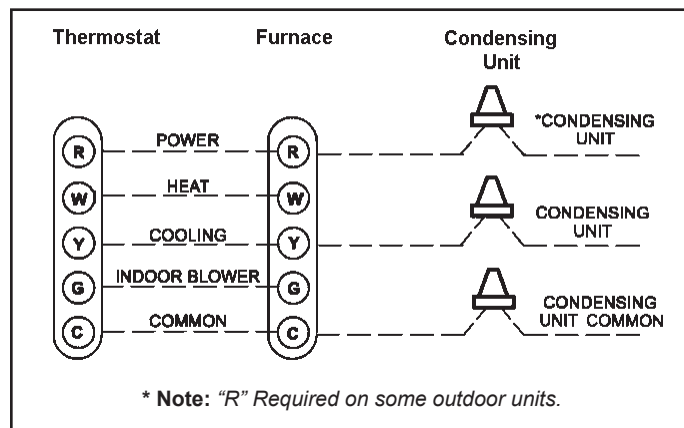 Thermostat
Furnace
Condensing
Unit
R
POWER
R
*CONDENSING
UNIT
W
HEAT
W
Y
COOLING
Y
CONDENSING
UNIT
G
INDOOR BLOWER
G
C
COMMON
C
CONDENSING
UNIT COMMON
* Note: “R” Required on some outdoor units.